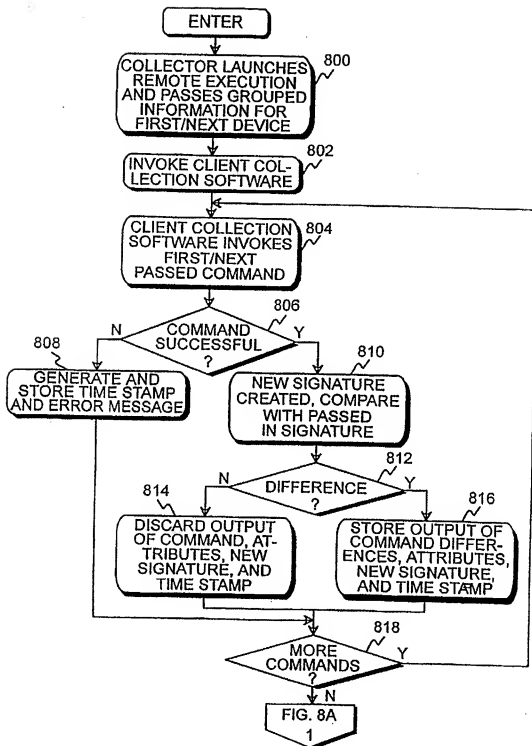 ENTER
COLLECTOR LAUNCHES
REMOTE EXECUTION
AND PASSES GROUPED
INFORMATION FOR
FIRST/NEXT DEVICE
800
INVOKE CLIENT COL-
LECTION SOFTWARE
802
CLIENT COLLECTION
SOFTWARE INVOKES
FIRST/NEXT
PASSED COMMAND
804
806
N
COMMAND
SUCCESSFUL
?
Y
808
GENERATE AND
STORE TIME STAMP
AND ERROR MESSAGE
810
NEW SIGNATURE
CREATED, COMPARE
WITH PASSED
IN SIGNATURE
812
N
DIFFERENCE
?
Y
814
DISCARD OUTPUT
OF COMMAND, AT-
TRIBUTES, NEW
SIGNATURE, AND
TIME STAMP
816
STORE OUTPUT OF
COMMAND DIFFER-
ENCES, ATTRIBUTES,
NEW SIGNATURE,
AND TIME STAMP
818
MORE
COMMANDS
?
Y
N
FIG. 8A
1